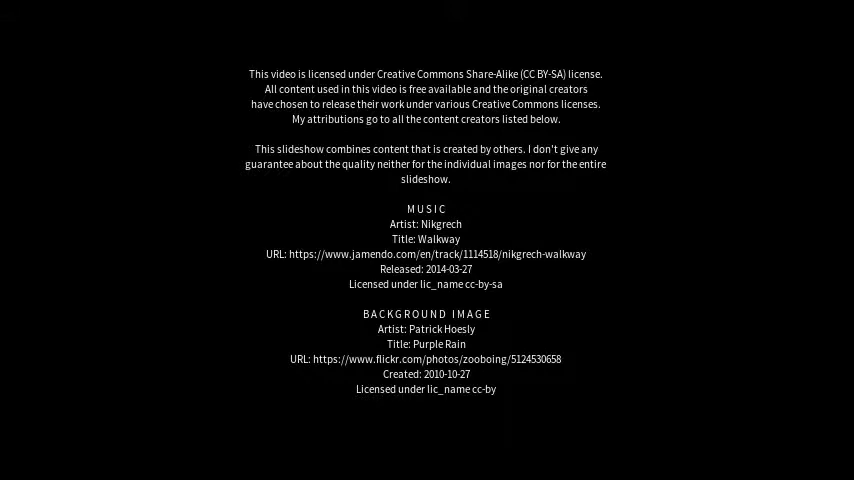 This video is licensed under Creative Commons Share-Alike (CC BY-SA) license.
All content used in this video is free available and the original creators
have chosen to release their work under various Creative Commons licenses.
My attributions go to all the content creators listed below.
This slideshow combines content that is created by others. I don't give any
guarantee about the quality neither for the individual images nor for the entire
slideshow.
MUSIC
Artist: Nikgrech
Title: Walkway
URL: https://www.jamendo.com/en/track/1114518/nikgrech-walkway
Released: 2014-03-27
Licensed under lic_name cc-by-sa
BACKGROUND IMAGE
Artist: Patrick Hoesly
Title: Purple Rain
URL: https://www.flickr.com/photos/zooboing/5124530658
Created: 2010-10-27
Licensed under lic_name cc-by